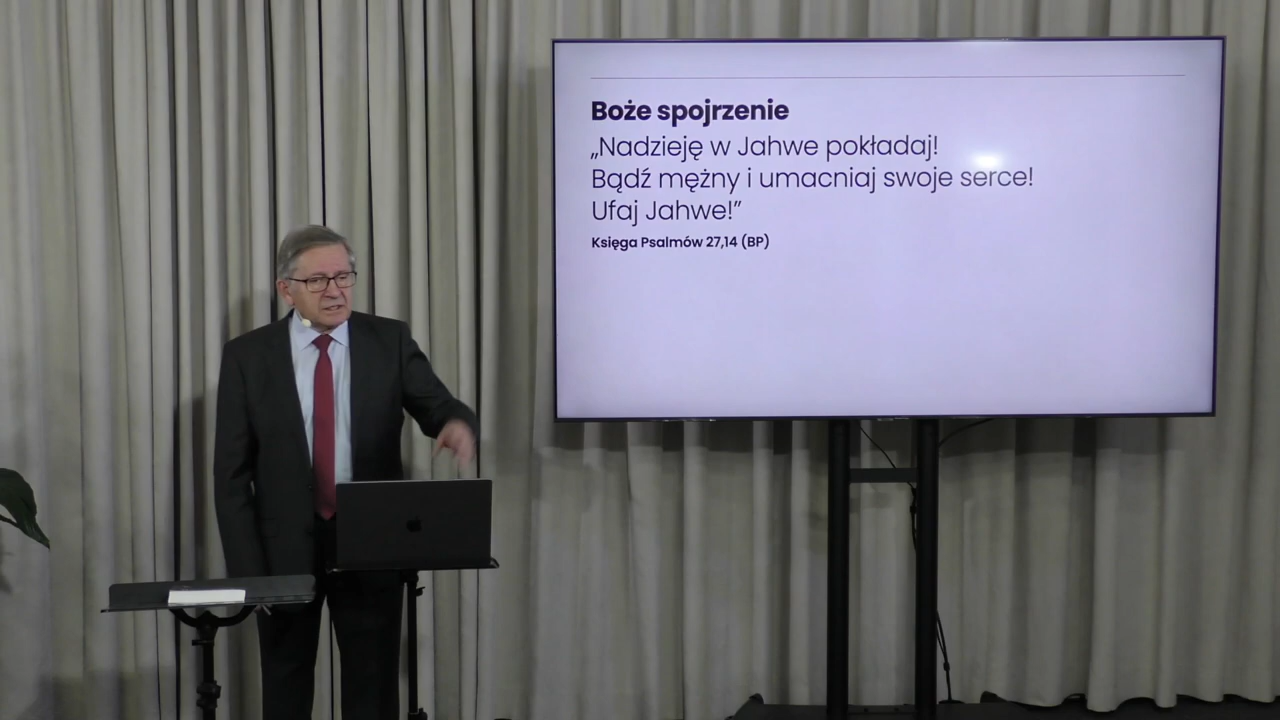 Boże spojrzenie
„Nadzieję w Jahwe pokładaj!
Bądź mężny i umacniaj swoje serce!
Ufaj Jahwe!”
Księga Psalmów 27,14 (BP)